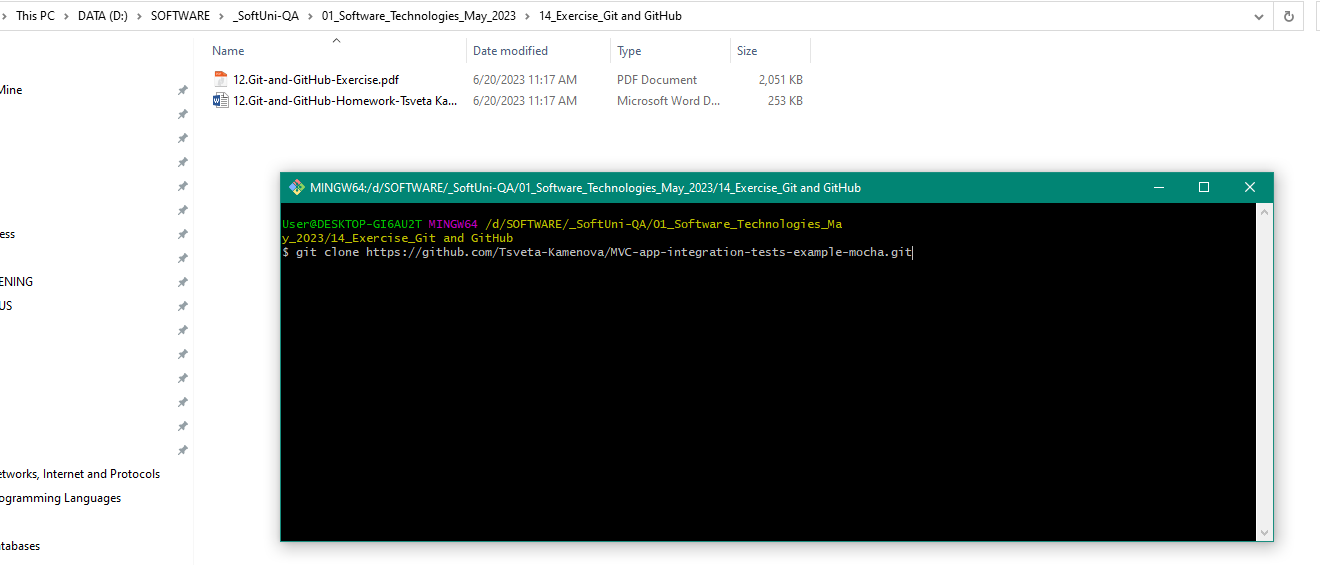 This PC > DATA (D:) > SOFTWARE > _SoftUni-QA > 01_Software_Technologies_May_2023 > 14_Exercise_Git and GitHub
Name Date modified Type Size
12.Git-and-GitHub-Exercise.pdf 6/20/2023 11:17 AM PDF Document 2,051 KB
Mine
12.Git-and-GitHub-Homework-Tsveta Ka... 6/20/2023 11:17 AM Microsoft Word D... 253 KB
MINGW64:/d/SOFTWARE/_SoftUni-QA/01_Software_Technologies_May_2023/14_Exercise_Git and GitHub
User@DESKTOP-GI6AU2T MINGW64 /d/SOFTWARE/_SoftUni-QA/01_Software_Technologies_Ma
y_2023/14_Exercise_Git and GitHub
$ git clone https://github.com/Tsveta-Kamenova/MVC-app-integration-tests-example-mocha.git
ess
ENING
US
etworks, Internet and Protocols
ogramming Languages
tabases